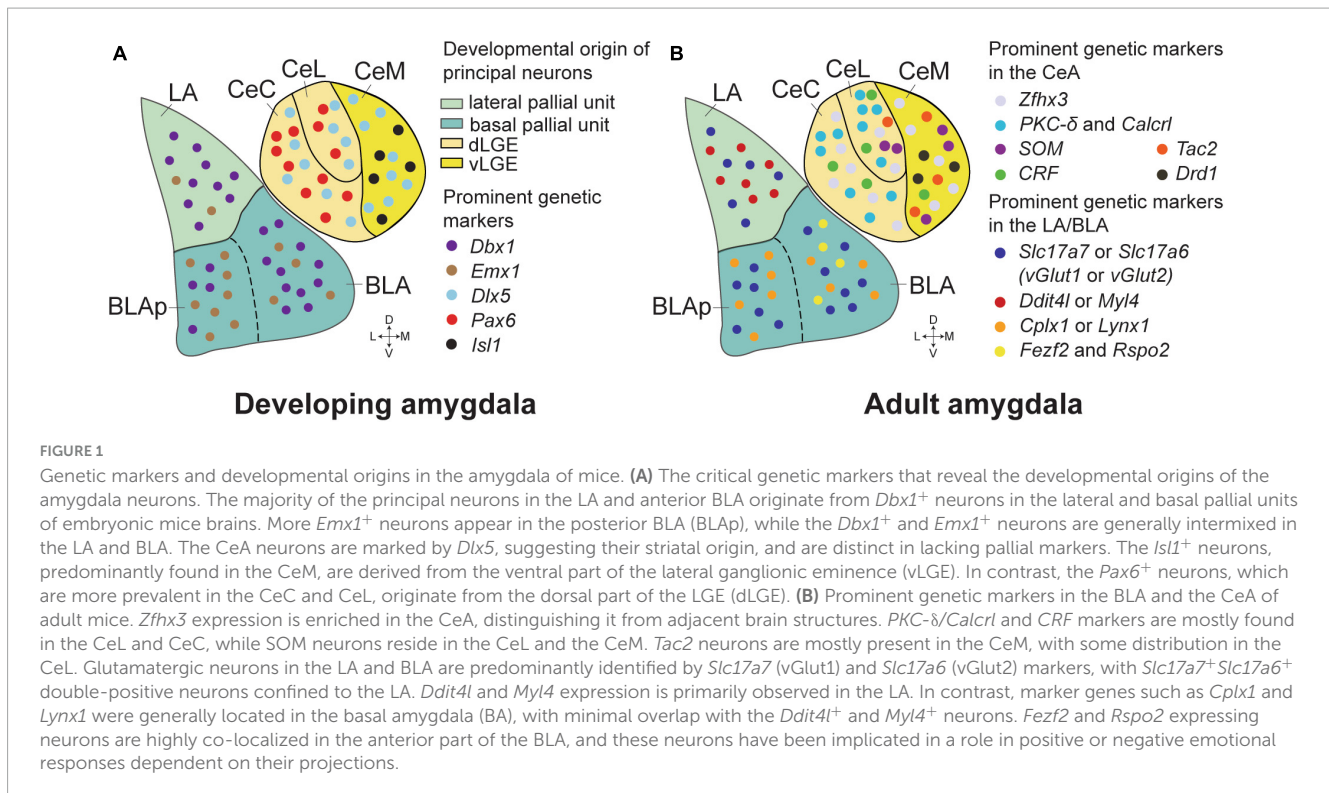 A
LA
CeC
CeL
CeM
BLAp
BLA
D
L
M
V
Developmental origin of
principal neurons
lateral pallial unit
basal pallial unit
dLGE
vLGE
Prominent genetic
markers
Dbx1
Emx1
Dlx5
Pax6
Isl1
Developing amygdala
B
LA
CeC
CeL
CeM
BLAp
BLA
D
L
M
V
Prominent genetic markers
in the CeA
Zfhx3
PKC-δ and Calcrl
SOM
Tac2
CRF
Drd1
Prominent genetic markers
in the LA/BLA
Slc17a7 or Slc17a6
(vGlut1 or vGlut2)
Ddit4l or Myl4
Cplx1 or Lynx1
Fezf2 and Rspo2
Adult amygdala
FIGURE 1
Genetic markers and developmental origins in the amygdala of mice. (A) The critical genetic markers that reveal the developmental origins of the
amygdala neurons. The majority of the principal neurons in the LA and anterior BLA originate from Dbx1+ neurons in the lateral and basal pallial units
of embryonic mice brains. More Emx1+ neurons appear in the posterior BLA (BLAp), while the Dbx1+ and Emx1+ neurons are generally intermixed in
the LA and BLA. The CeA neurons are marked by Dlx5, suggesting their striatal origin, and are distinct in lacking pallial markers. The Isl1+ neurons,
predominantly found in the CeM, are derived from the ventral part of the lateral ganglionic eminence (vLGE). In contrast, the Pax6+ neurons, which
are more prevalent in the CeC and CeL, originate from the dorsal part of the LGE (dLGE). (B) Prominent genetic markers in the BLA and the CeA of
adult mice. Zfhx3 expression is enriched in the CeA, distinguishing it from adjacent brain structures. PKC-δ/Calcrl and CRF markers are mostly found
in the CeL and CeC, while SOM neurons reside in the CeL and the CeM. Tac2 neurons are mostly present in the CeM, with some distribution in the
CeL. Glutamatergic neurons in the LA and BLA are predominantly identified by Slc17a7 (vGlut1) and Slc17a6 (vGlut2) markers, with Slc17a7+Slc17a6+
double-positive neurons confined to the LA. Ddit4l and Myl4 expression is primarily observed in the LA. In contrast, marker genes such as Cplx1 and
Lynx1 were generally located in the basal amygdala (BA), with minimal overlap with the Ddit4l+ and Myl4+ neurons. Fezf2 and Rspo2 expressing
neurons are highly co-localized in the anterior part of the BLA, and these neurons have been implicated in a role in positive or negative emotional
responses dependent on their projections.